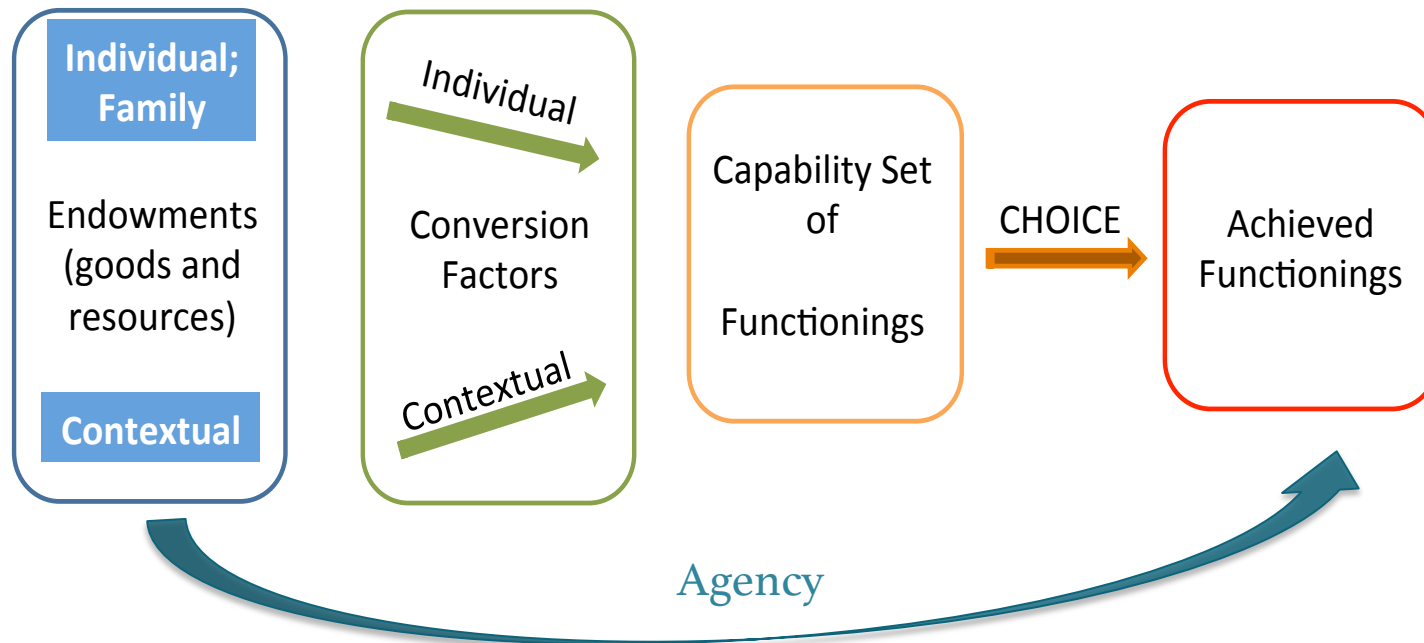 Individual;
Family
Endowments
(goods and
resources)
Contextual
Individual
Conversion
Factors
Contextual
Capability Set
of
Functionings
CHOICE
Achieved
Functionings
Agency